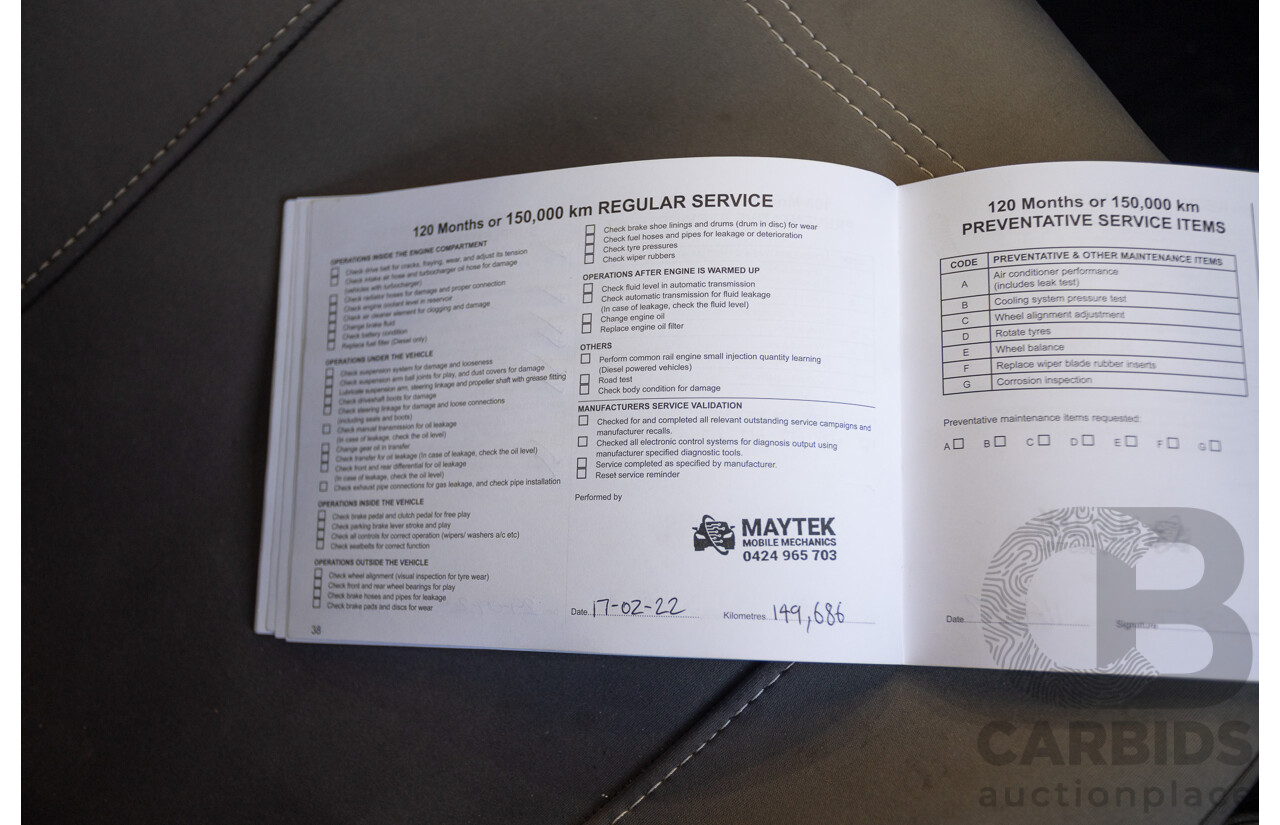 120 Months or 150,000 km REGULAR SERVICE
OPERATIONS INSIDE THE ENGINE COMPARTMENT
Check drive belt for cracks, fraying, wear, and adjust its tension
Check intake air hose and turbocharger oil hose for damage
(vehicles with turbocharger)
Check radiator hoses for damage and proper connection
Check engine coolant level in reservoir
Check air cleaner element for clogging and damage
Change brake fluid
Check battery condition
Replace fuel filter (Diesel only)
OPERATIONS UNDER THE VEHICLE
Check suspension system for damage and looseness
Check suspension arm ball joints for play, and dust covers for damage
Lubricate suspension arm, steering linkage and propeller shaft with grease fitting
Check driveshaft boots for damage
Check steering linkage for damage and loose connections
(including seals and boots)
Check manual transmission for oil leakage
(In case of leakage, check the oil level)
Change gear oil in transfer
Check transfer for oil leakage (In case of leakage, check the oil level)
Check front and rear differential for oil leakage
(In case of leakage, check the oil level)
Check exhaust pipe connections for gas leakage, and check pipe installation
OPERATIONS INSIDE THE VEHICLE
Check brake pedal and clutch pedal for free play
Check parking brake lever stroke and play
Check all controls for correct operation (wipers/ washers a/c etc)
Check seatbelts for correct function
OPERATIONS OUTSIDE THE VEHICLE
Check wheel alignment (visual inspection for tyre wear)
Check front and rear wheel bearings for play
Check brake hoses and pipes for leakage
Check brake pads and discs for wear
38
Check brake shoe linings and drums (drum in disc) for wear
Check fuel hoses and pipes for leakage or deterioration
Check tyre pressures
Check wiper rubbers
OPERATIONS AFTER ENGINE IS WARMED UP
Check fluid level in automatic transmission
Check automatic transmission for fluid leakage
(In case of leakage, check the fluid level)
Change engine oil
Replace engine oil filter
OTHERS
Perform common rail engine small injection quantity learning
(Diesel powered vehicles)
Road test
Check body condition for damage
MANUFACTURERS SERVICE VALIDATION
Checked for and completed all relevant outstanding service campaigns and
manufacturer recalls.
Checked all electronic control systems for diagnosis output using
manufacturer specified diagnostic tools.
Service completed as specified by manufacturer.
Reset service reminder
Performed by
MAYTEK
MOBILE MECHANICS
0424 965 703
Date 17-02-22 Kilometres 149,686
120 Months or 150,000 km
PREVENTATIVE SERVICE ITEMS
CODE PREVENTATIVE & OTHER MAINTENANCE ITEMS
A Air conditioner performance
(includes leak test)
B Cooling system pressure test
C Wheel alignment adjustment
D Rotate tyres
E Wheel balance
F Replace wiper blade rubber inserts
G Corrosion inspection
Preventative maintenance items requested:
A B C D E F G
Date Signature
CB
CARBIDS
auctionplace